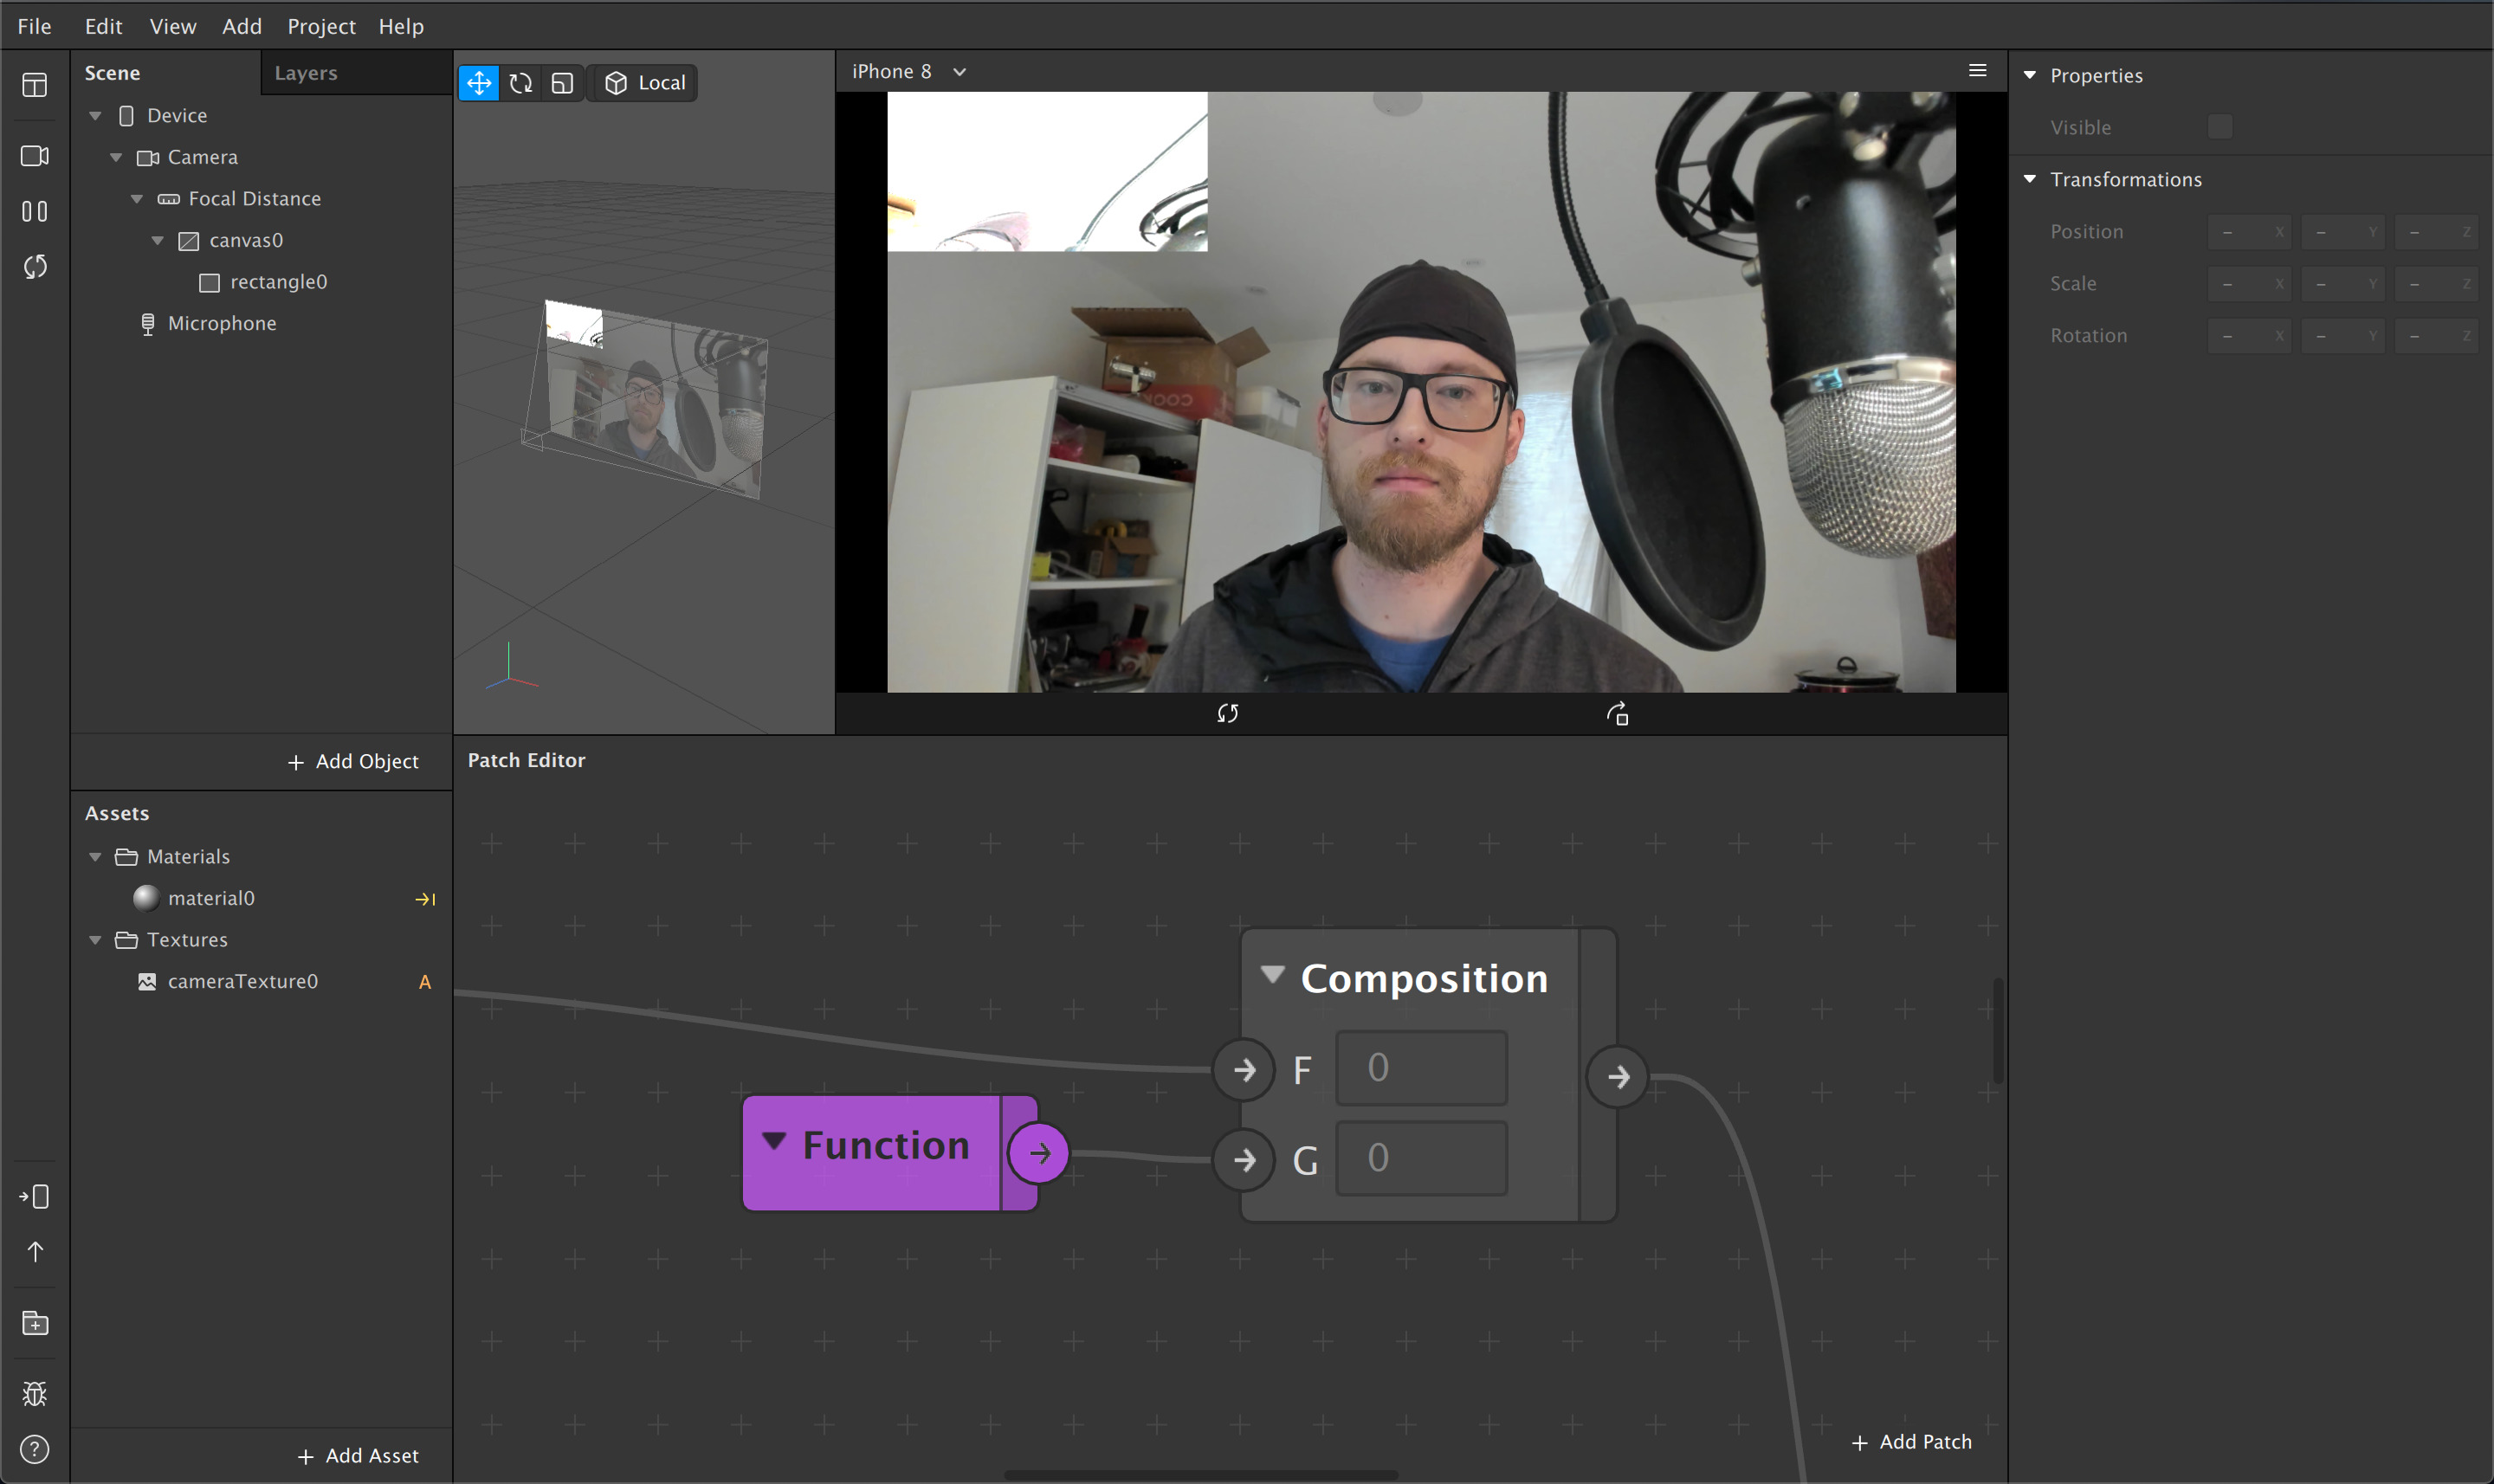 File Edit View Add Project Help
Scene
Layers
Device
Camera
Focal Distance
canvas0
rectangle0
Microphone
+ Add Object
Assets
Materials
material0
Textures
cameraTexture0 A
+ Add Asset
Local
iPhone 8
Patch Editor
Function
Composition
F 0
G 0
+ Add Patch
Properties
Visible
Transformations
Position – X – Y – Z
Scale – X – Y – Z
Rotation – X – Y – Z